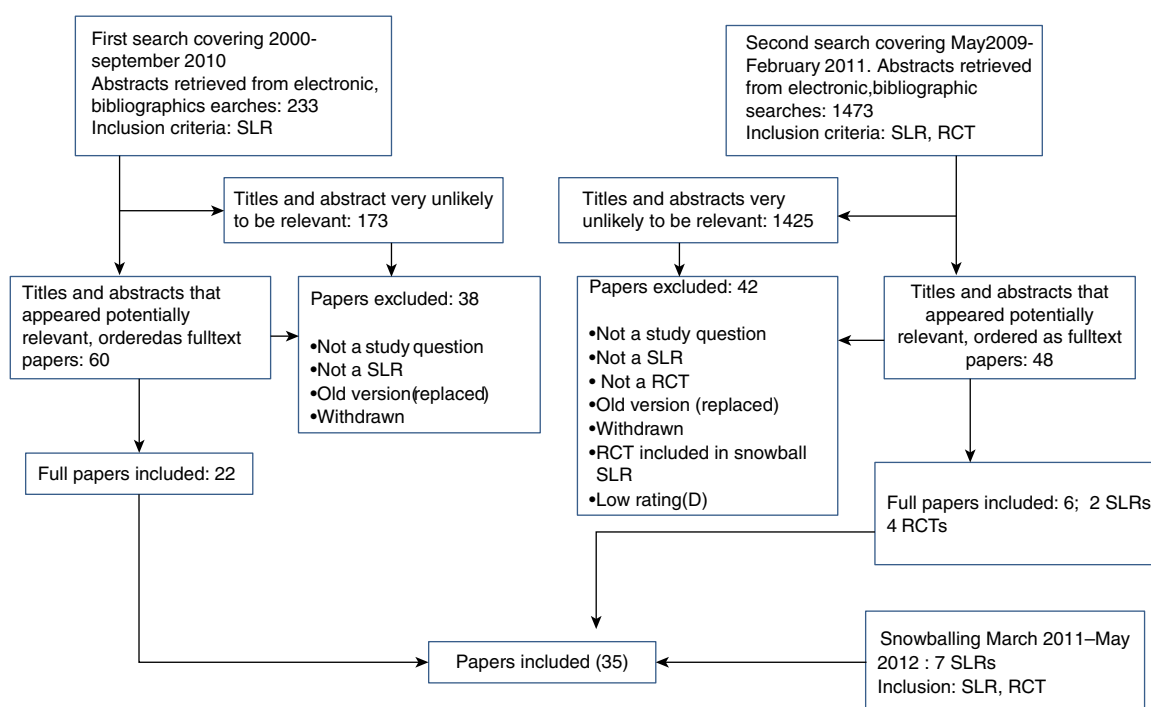 First search covering 2000-
september 2010
Abstracts retrieved from electronic,
bibliographics earches: 233
Inclusion criteria: SLR
Second search covering May2009-
February 2011. Abstracts retrieved
from electronic,bibliographic
searches: 1473
Inclusion criteria: SLR, RCT
Titles and abstract very unlikely
to be relevant: 173
Titles and abstracts very
unlikely to be relevant: 1425
Titles and abstracts that
appeared potentially
relevant, orderedas fulltext
papers: 60
Papers excluded: 38
•Not a study question
•Not a SLR
•Old version(replaced)
•Withdrawn
Papers excluded: 42
•Not a study question
•Not a SLR
• Not a RCT
•Old version (replaced)
•Withdrawn
•RCT included in snowball
SLR
•Low rating(D)
Titles and abstracts that
appeared potentially
relevant, ordered as fulltext
papers: 48
Full papers included: 22
Full papers included: 6; 2 SLRs
4 RCTs
Papers included (35)
Snowballing March 2011–May
2012 : 7 SLRs
Inclusion: SLR, RCT